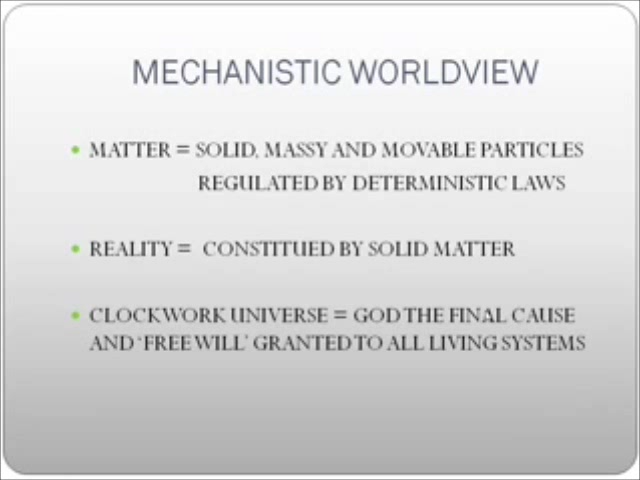 MECHANISTIC WORLDVIEW
• MATTER = SOLID, MASSY AND MOVABLE PARTICLES
REGULATED BY DETERMINISTIC LAWS
• REALITY = CONSTITUED BY SOLID MATTER
• CLOCKWORK UNIVERSE = GOD THE FINAL CAUSE
AND ‘FREE WILL’ GRANTED TO ALL LIVING SYSTEMS